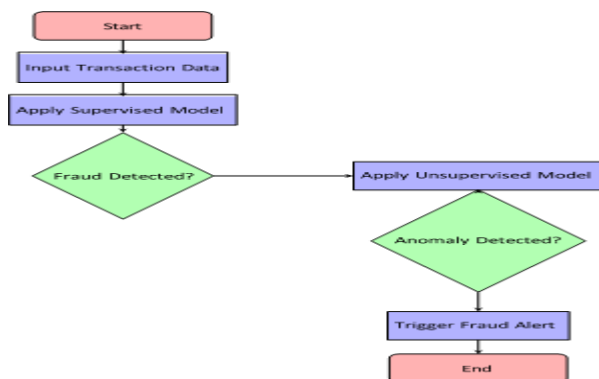 Start
Input Transaction Data
Apply Supervised Model
Fraud Detected?
Apply Unsupervised Model
Anomaly Detected?
Trigger Fraud Alert
End